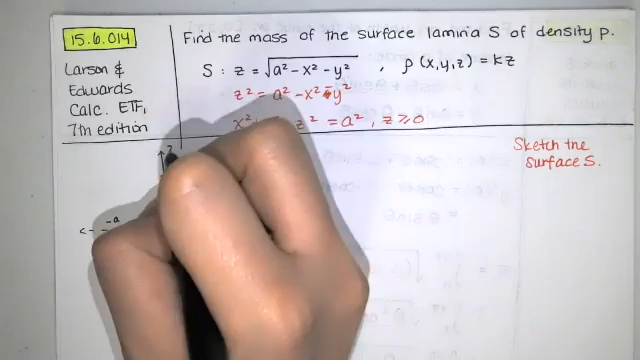 15.6.014
Larson &
Edwards
Calc. ETF,
7th edition
Find the mass of the surface lamina S of density ρ.
S : z = √(a² - x² - y²) , ρ(x,y,z) = kz
z² = a² - x² - y²
x² z² = a² , z ≥ 0
Sketch the
surface S.
z
-a